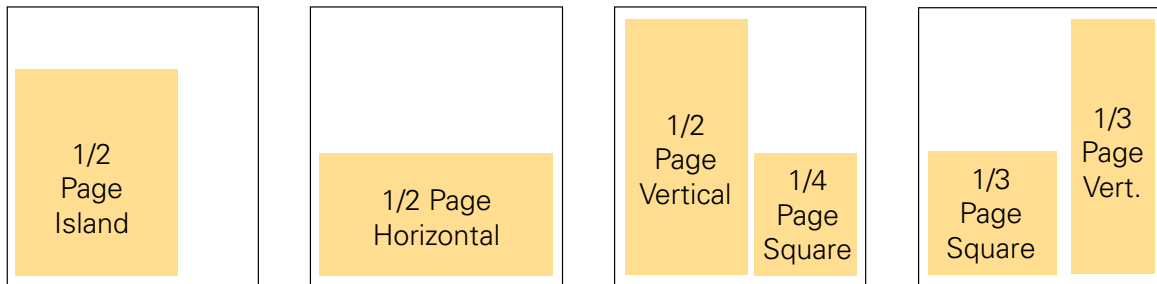 1/2
Page
Island
1/2 Page
Horizontal
1/2
Page
Vertical
1/4
Page
Square
1/3
Page
Square
1/3
Page
Vert.